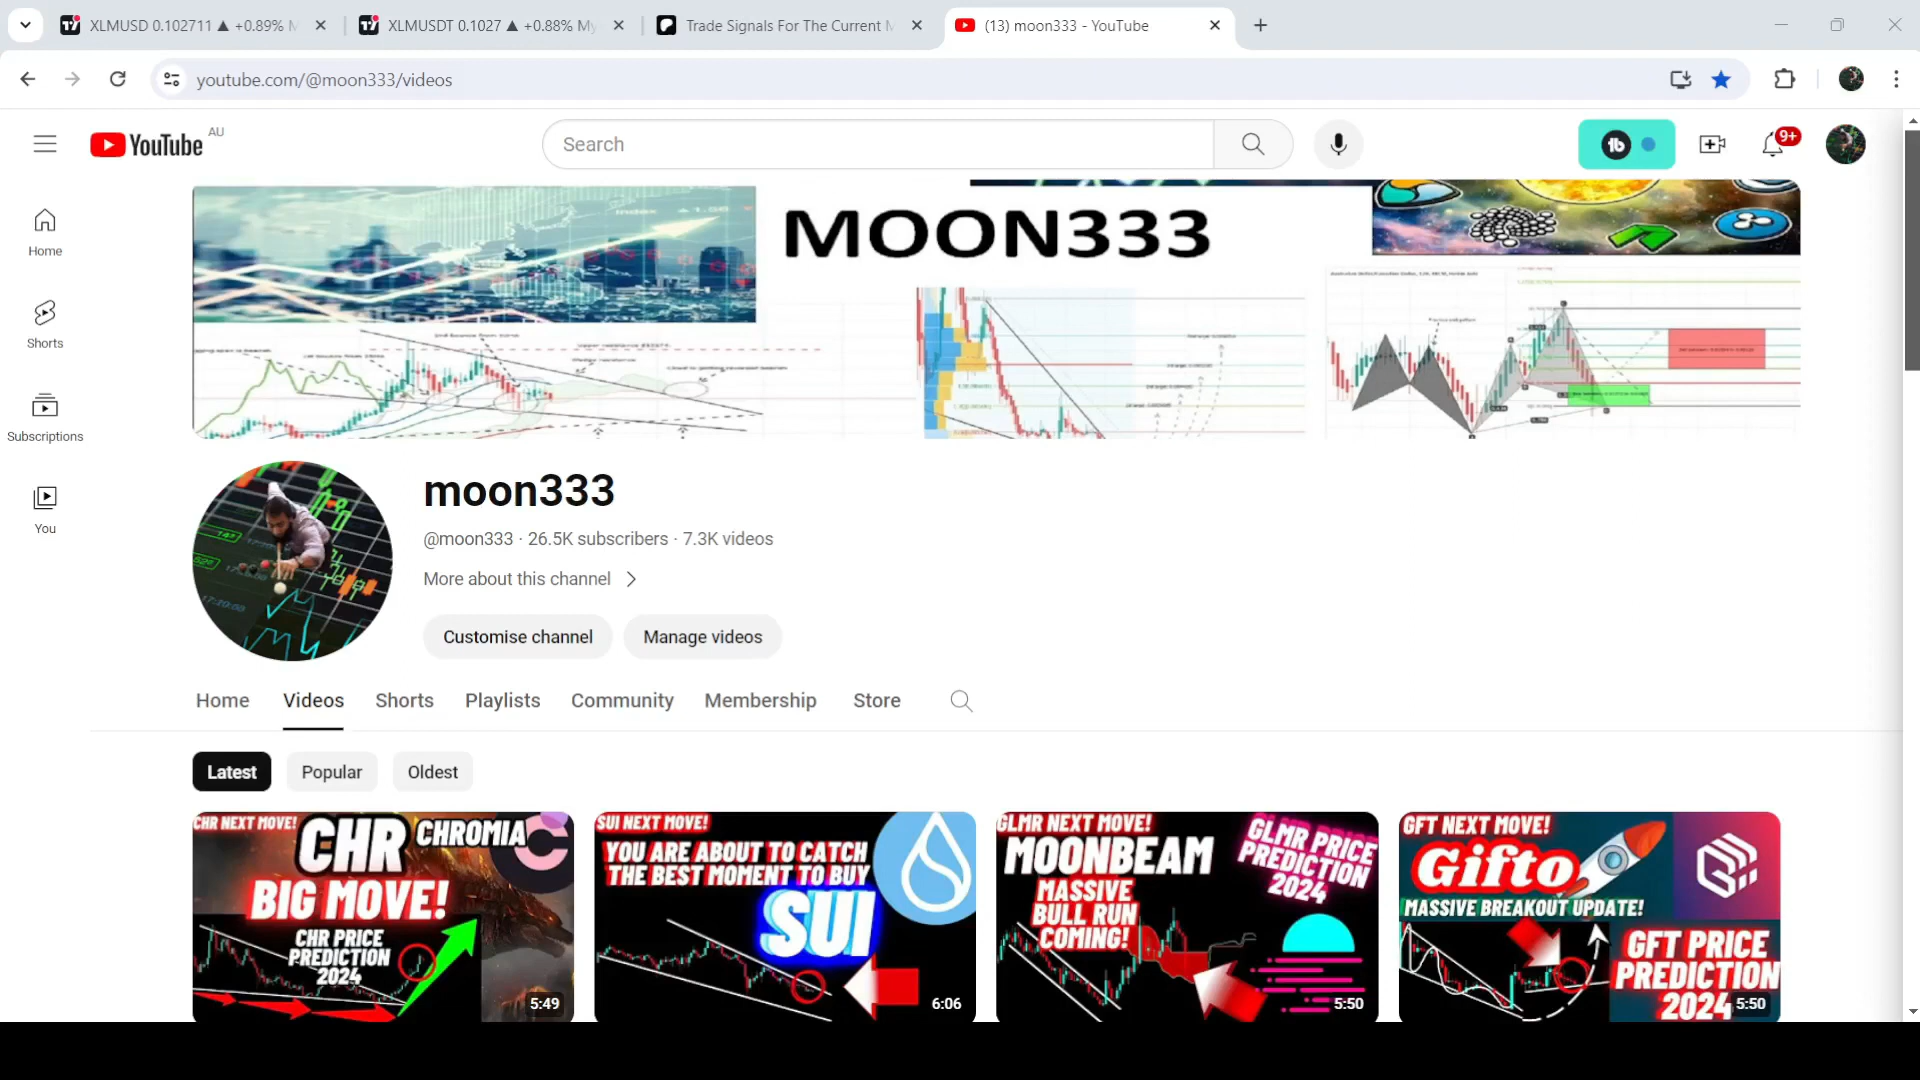 XLMUSD 0.102711 ▲ +0.89%
XLMUSDT 0.1027 ▲ +0.88% My
Trade Signals For The Current M
(13) moon333 - YouTube
youtube.com/@moon333/videos
YouTube AU
Search
9+
Home
Shorts
Subscriptions
You
MOON333
moon333
@moon333 · 26.5K subscribers · 7.3K videos
More about this channel
Customise channel
Manage videos
Home
Videos
Shorts
Playlists
Community
Membership
Store
Latest
Popular
Oldest
CHR NEXT MOVE!
CHR CHROMIA
BIG MOVE!
CHR PRICE
PREDICTION
2024
5:49
SUI NEXT MOVE!
YOU ARE ABOUT TO CATCH
THE BEST MOMENT TO BUY
SUI
6:06
GLMR NEXT MOVE!
MOONBEAM
MASSIVE
BULL RUN
COMING!
GLMR PRICE
PREDICTION
2024
5:50
GFT NEXT MOVE!
Gifto
MASSIVE BREAKOUT UPDATE!
GFT PRICE
PREDICTION
2024
5:50